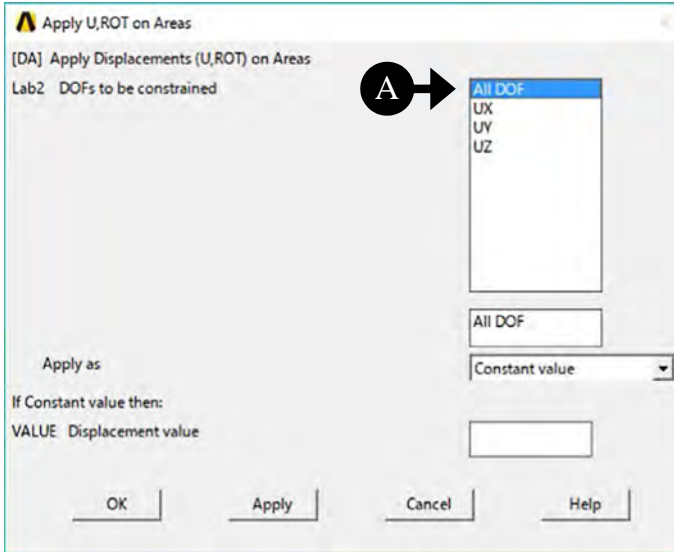 Apply U,ROT on Areas
[DA] Apply Displacements (U,ROT) on Areas
Lab2 DOFs to be constrained
A
All DOF
UX
UY
UZ
All DOF
Apply as
Constant value
If Constant value then:
VALUE Displacement value
OK Apply Cancel Help